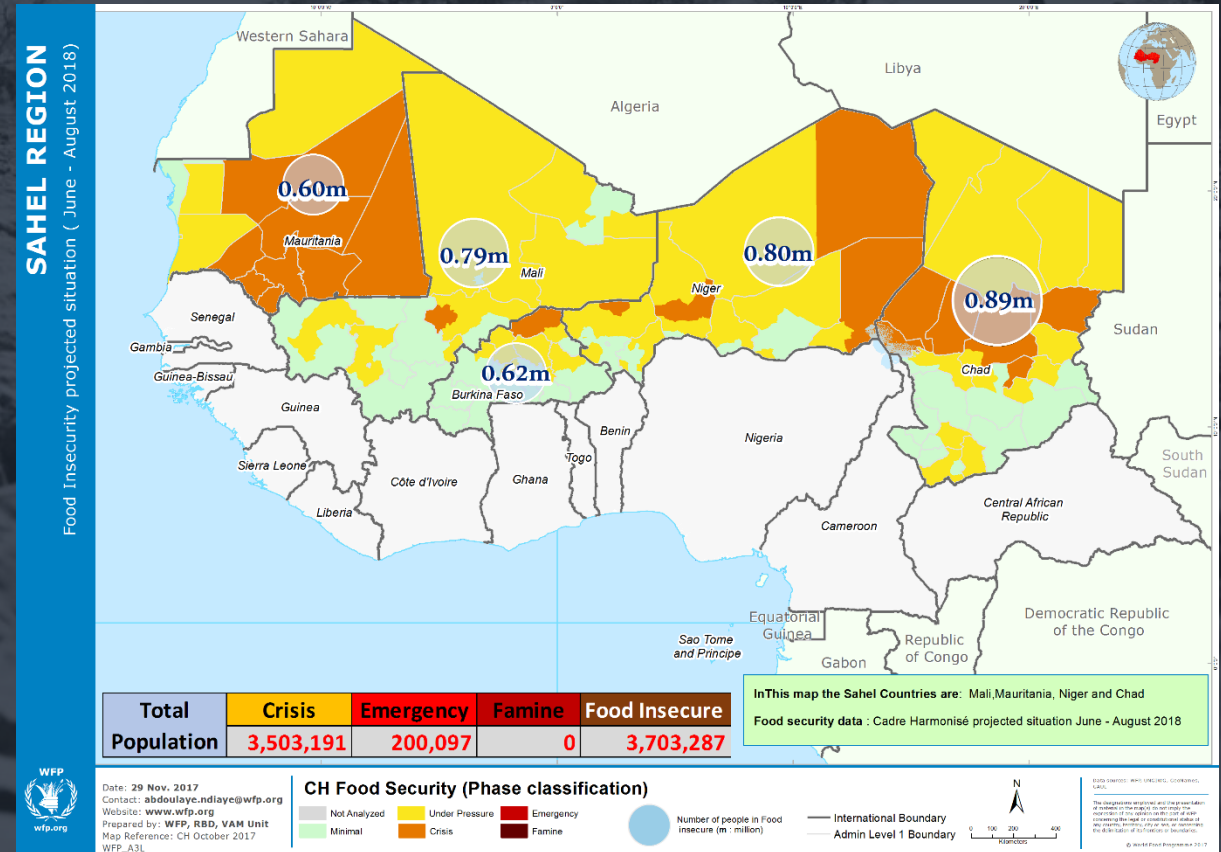 SAHEL REGION
Food Insecurity projected situation ( June - August 2018)
Western Sahara
Libya
Algeria
Egypt
0.60m
Mauritania
0.79m
Mali
0.80m
Niger
0.89m
Senegal
Sudan
Gambia
Guinea-Bissau
0.62m
Chad
Burkina Faso
Guinea
Benin
Nigeria
Togo
Sierra Leone
Côte d'Ivoire
Ghana
South
Sudan
Liberia
Central African
Republic
Cameroon
Equatorial
Guinea
Democratic Republic
of the Congo
Sao Tome
and Principe
Republic
of Congo
Gabon
Total
Population
Crisis
Emergency
Famine
Food Insecure
3,503,191
200,097
0
3,703,287
InThis map the Sahel Countries are: Mali,Mauritania, Niger and Chad
Food security data : Cadre Harmonisé projected situation June - August 2018
WFP
wfp.org
Date: 29 Nov. 2017
Contact: abdoulaye.ndiaye@wfp.org
Website: www.wfp.org
Prepared by: WFP, RBD, VAM Unit
Map Reference: CH October 2017
WFP_A3L
CH Food Security (Phase classification)
Not Analyzed
Under Pressure
Emergency
Minimal
Crisis
Famine
Number of people in Food
insecure (m : million)
International Boundary
Admin Level 1 Boundary
N
0 100 200 400
Kilometers
© World Food Programme 2017